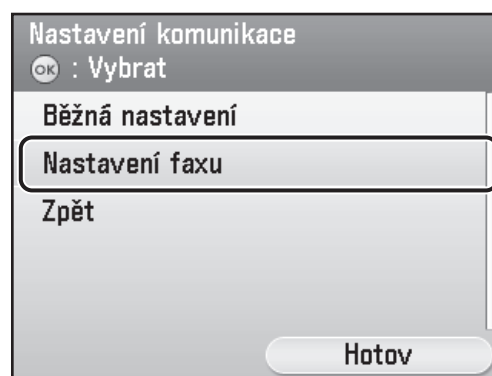 Nastavení komunikace
OK : Vybrat
Běžná nastavení
Nastavení faxu
Zpět
Hotov